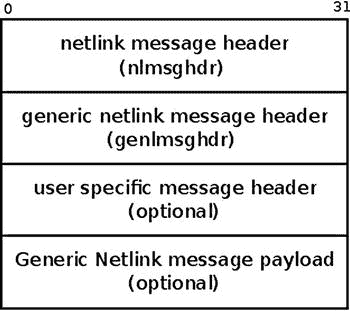 0 31
netlink message header
(nlmsghdr)
generic netlink message header
(genlmsghdr)
user specific message header
(optional)
Generic Netlink message payload
(optional)